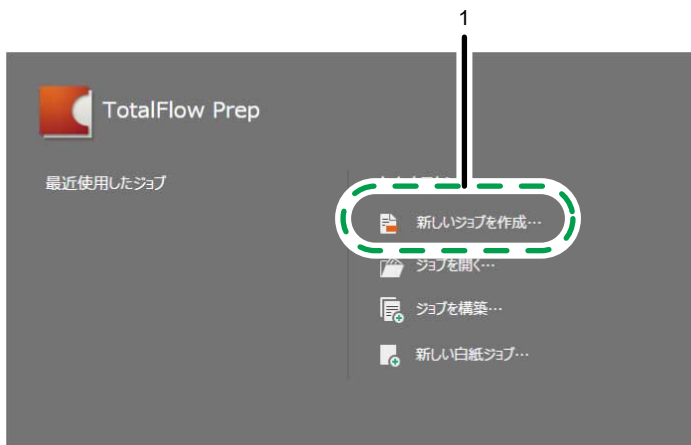 1
TotalFlow Prep
最近使用したジョブ
新しいジョブを作成…
ジョブを開く…
ジョブを構築…
新しい白紙ジョブ…